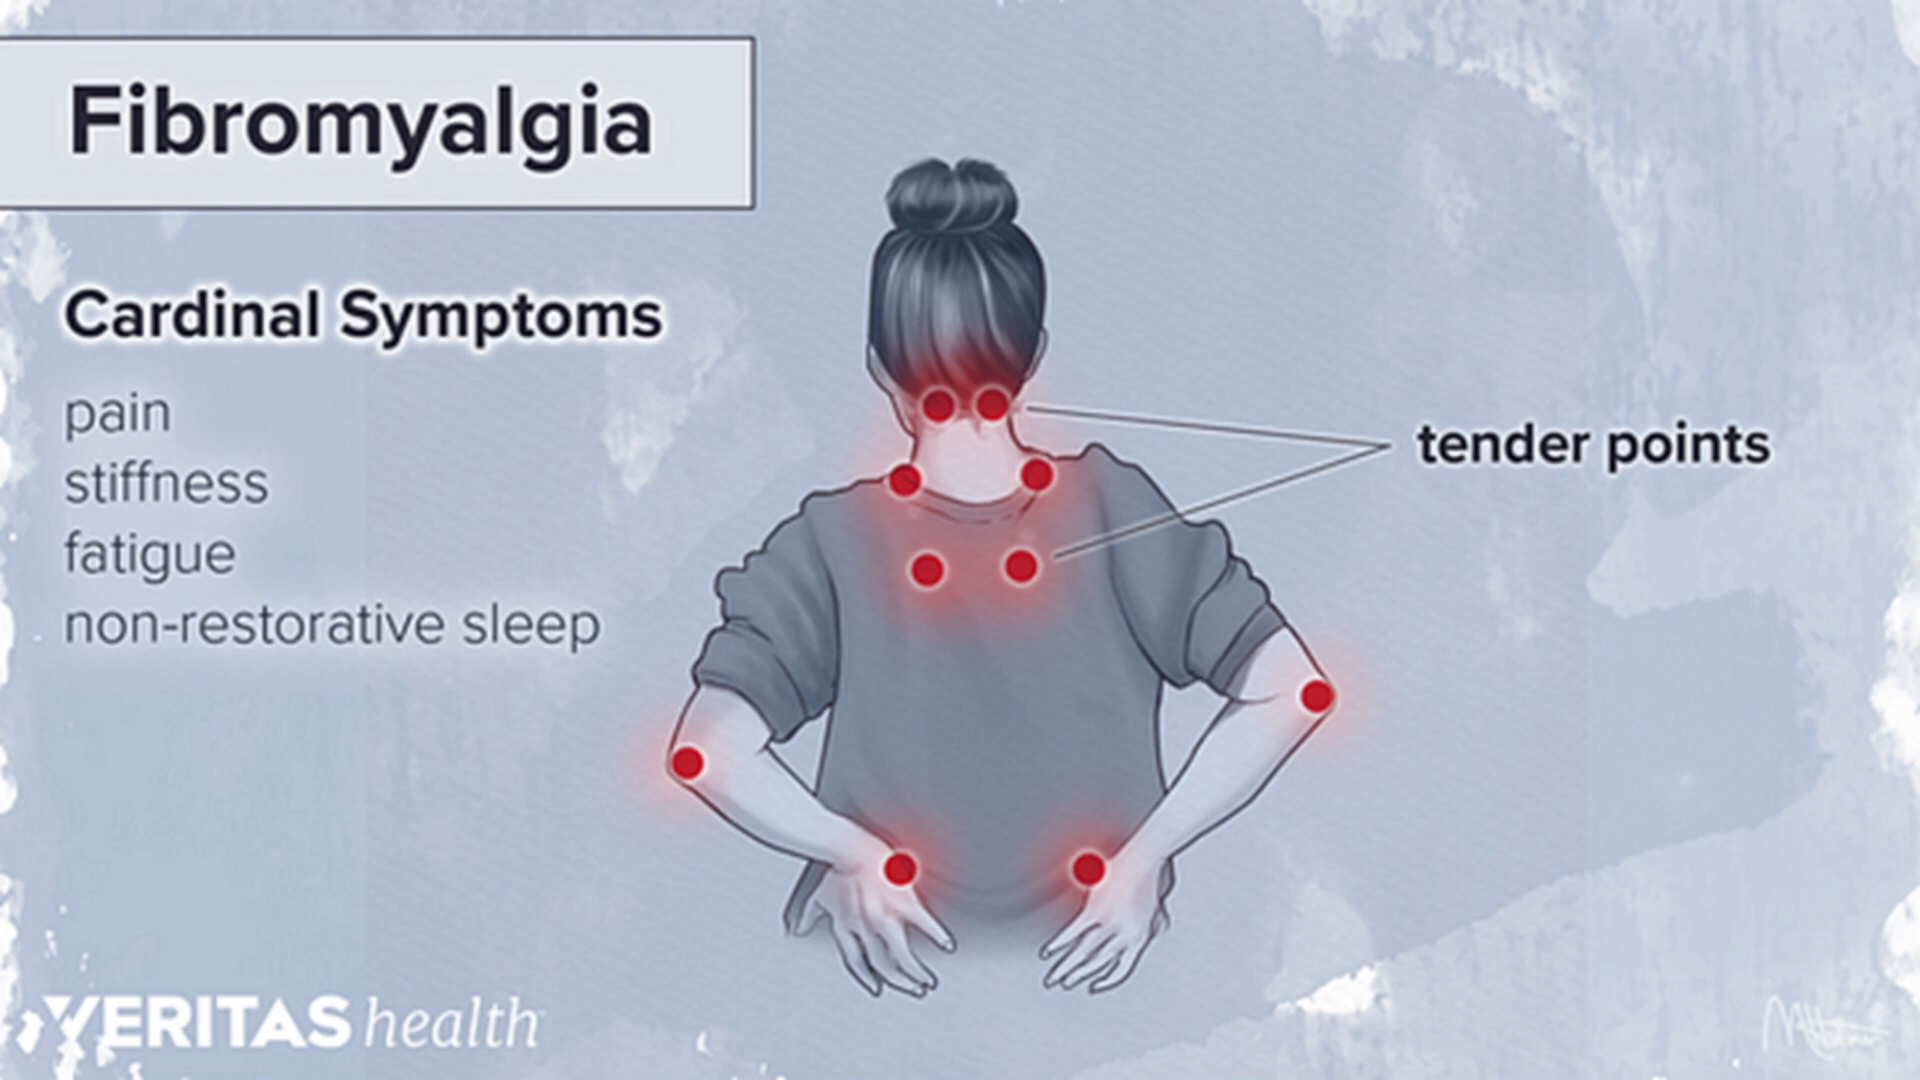 Fibromyalgia
Cardinal Symptoms
pain
stiffness
fatigue
non-restorative sleep
tender points
VERITAS health